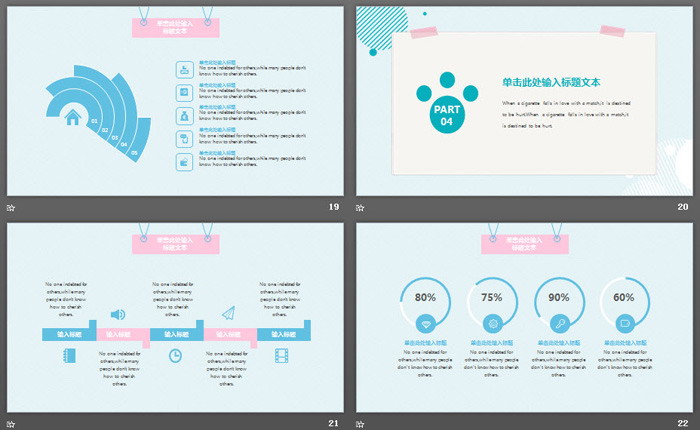 单击此处输入
标题文本
单击此处输入标题
No one indebted for others,while many people don't
know how to cherish others.
单击此处输入标题
No one indebted for others,while many people don't
know how to cherish others.
单击此处输入标题
No one indebted for others,while many people don't
know how to cherish others.
单击此处输入标题
No one indebted for others,while many people don't
know how to cherish others.
单击此处输入标题
No one indebted for others,while many people don't
know how to cherish others.
01
02
03
04
05
19
PART
04
单击此处输入标题文本
When a cigarette falls in love with a match,it is destined
to be hurt.When a cigarette falls in love with a match,it
is destined to be hurt.
20
单击此处输入
标题文本
No one indebted for
others,while many
people don't know
how to cherish
others.
No one indebted for
others,while many
people don't know
how to cherish
others.
No one indebted for
others,while many
people don't know
how to cherish
others.
输入标题
输入标题
输入标题
输入标题
输入标题
No one indebted for
others,while many
people don't know
how to cherish
others.
No one indebted for
others,while many
people don't know
how to cherish
others.
21
单击此处输入
标题文本
80%
75%
90%
60%
单击此处输入标题
No one indebted for
others,while many people
don't know how to cherish
others.
单击此处输入标题
No one indebted for
others,while many people
don't know how to cherish
others.
单击此处输入标题
No one indebted for
others,while many people
don't know how to cherish
others.
单击此处输入标题
No one indebted for
others,while many people
don't know how to cherish
others.
22